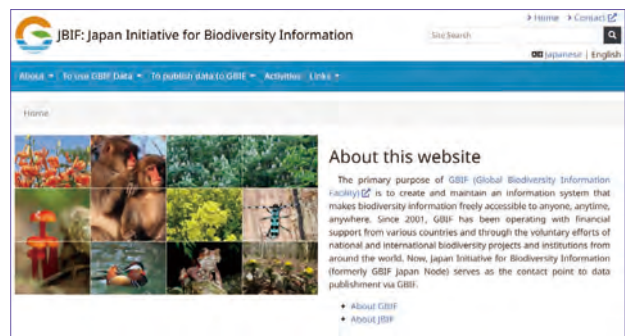 Home Contact
JBIF: Japan Initiative for Biodiversity Information
Site Search
Japanese | English
About To use GBIF Data To publish data to GBIF Activities Links
Home
About this website
The primary purpose of GBIF (Global Biodiversity Information
Facility) is to create and maintain an information system that
makes biodiversity information freely accessible to anyone, anytime,
anywhere. Since 2001, GBIF has been operating with financial
support from various countries and through the voluntary efforts of
national and international biodiversity projects and institutions from
around the world. Now, Japan Initiative for Biodiversity Information
(formerly GBIF Japan Node) serves as the contact point to data
publishment via GBIF.
About GBIF
About JBIF